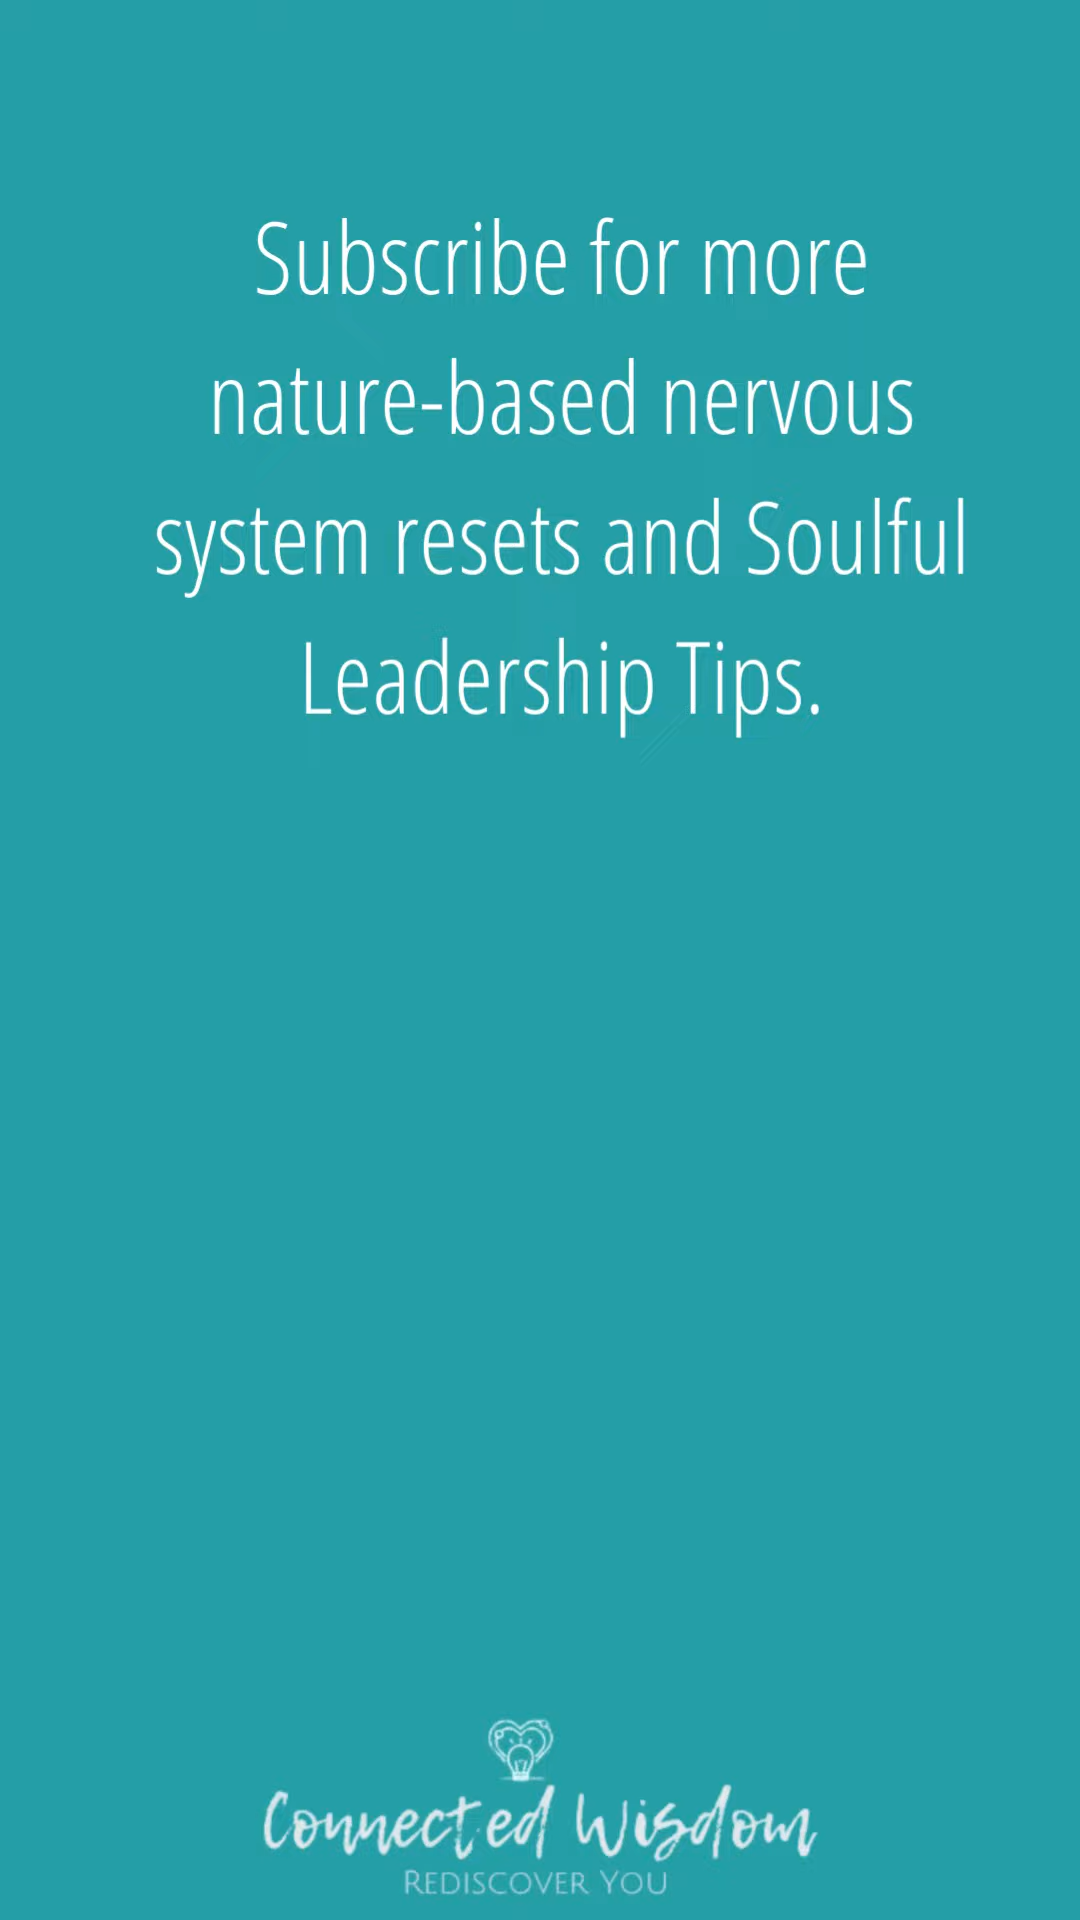 Subscribe for more
nature-based nervous
system resets and Soulful
Leadership Tips.
Connected Wisdom
Rediscover You